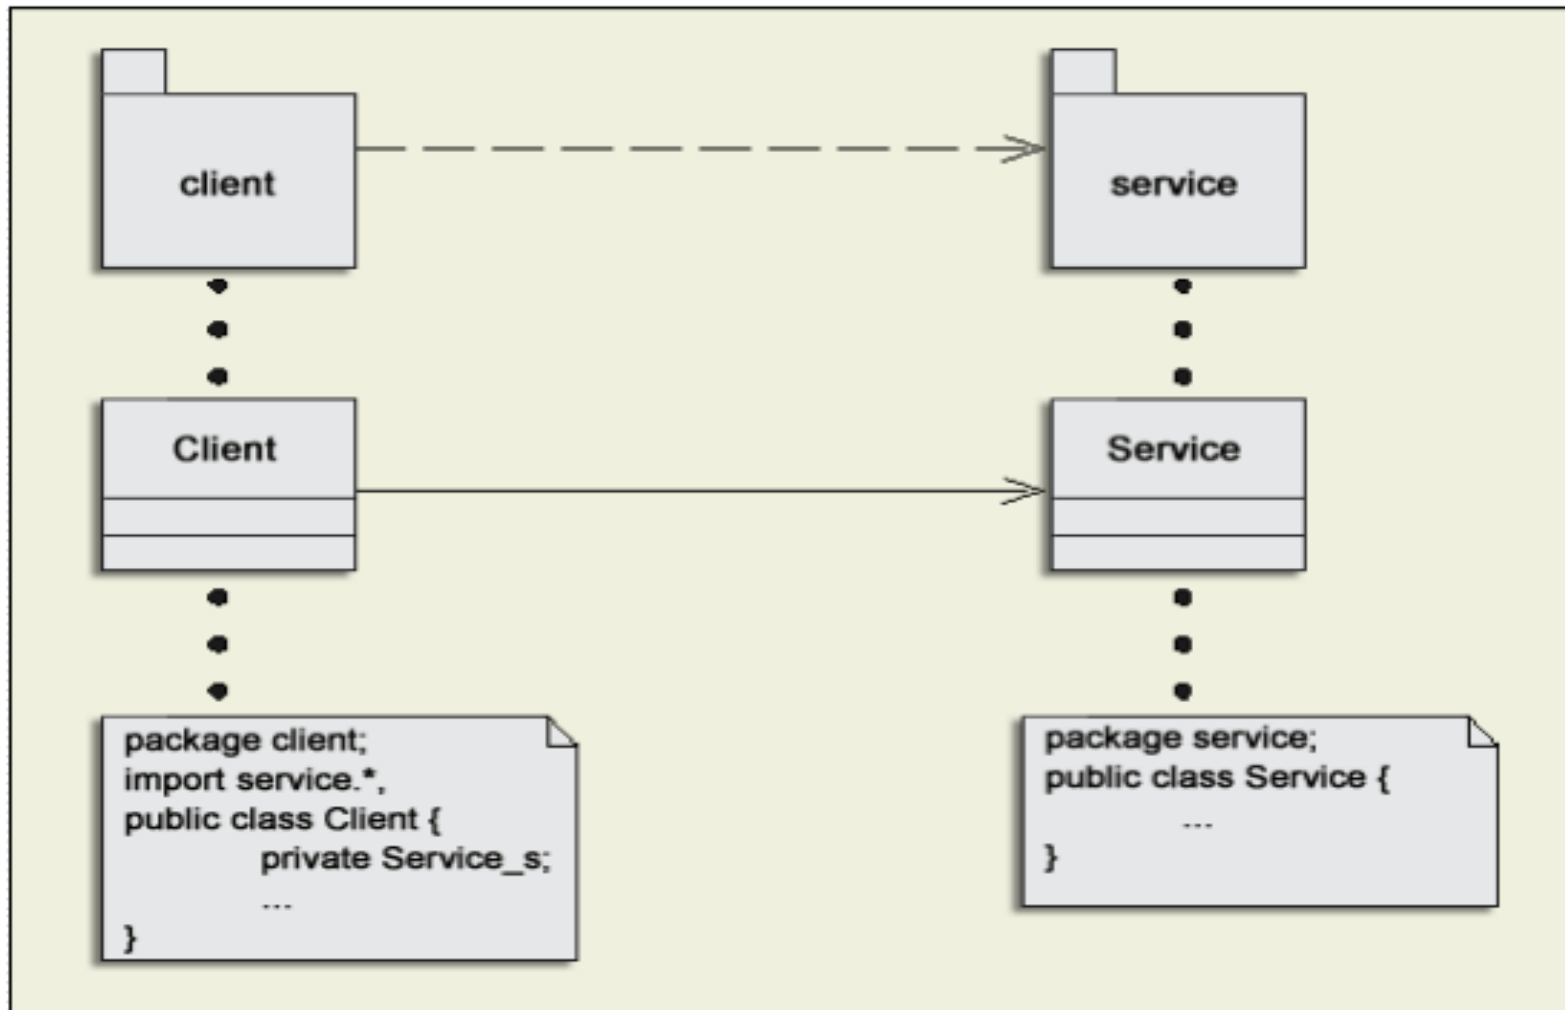 client
service
Client
Service
package client;
import service.*,
public class Client {
private Service_s;
...
}
package service;
public class Service {
...
}